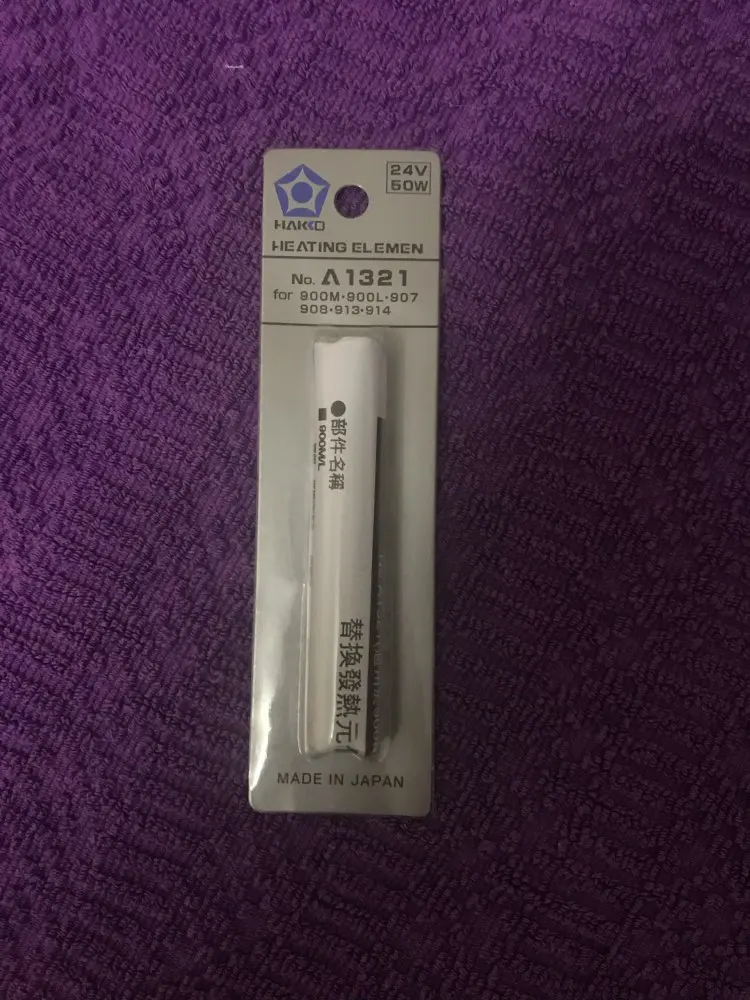 24V
50W
HAKKO
HEATING ELEMEN
No. A1321
for 900M·900L·907
908·913·914
●部件名稱
■900M/L
替換發熱元
MADE IN JAPAN